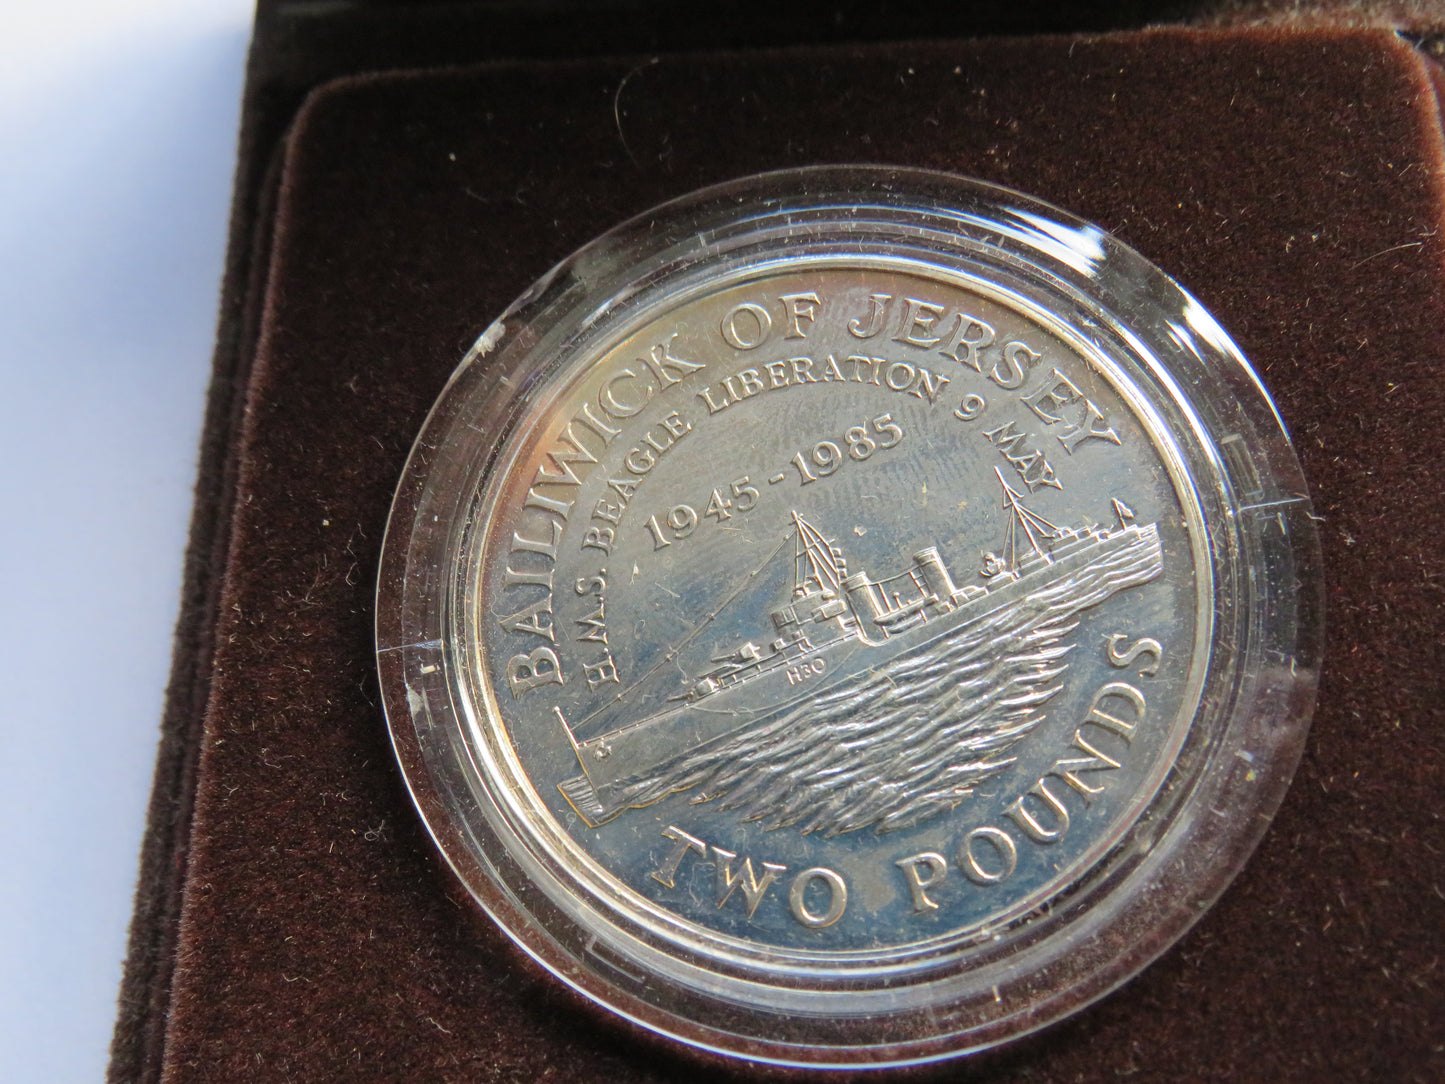 BAILIWICK OF JERSEY
H.M.S. BEAGLE LIBERATION 9 MAY
1945-1985
H30
TWO POUNDS